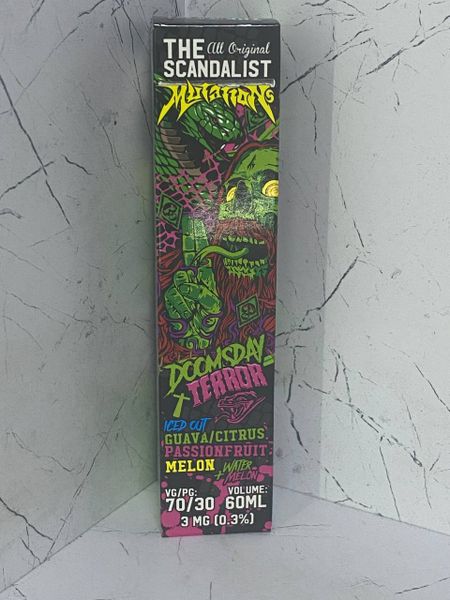 THE All Original
SCANDALIST
MUTATIONS
DOOMSDAY
TERROR
ICED OUT
GUAVA/CITRUS
PASSIONFRUIT
MELON + WATER
MELON
VG/PG: VOLUME:
70/30 60ML
3 MG (0.3%)